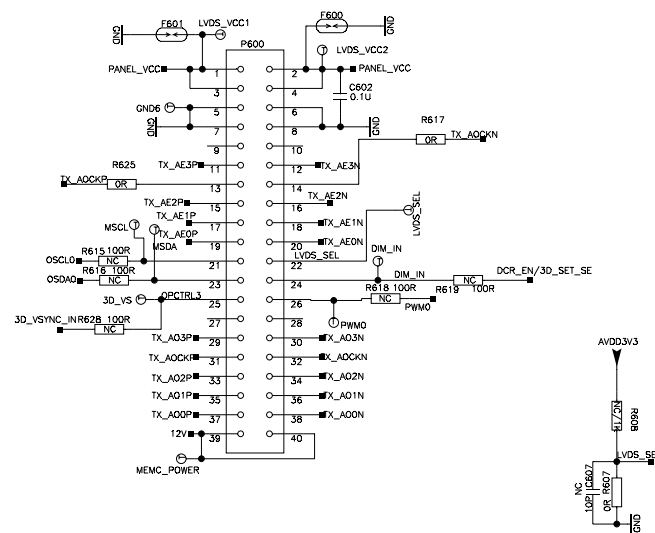 F601
LVDS_VCC1
F600
GND
GND
P600
LVDS_VCC2
PANEL_VCC
1
2
PANEL_VCC
3
4
C602
0.1U
GND6
5
6
R617
GND
7
8
GND
TX_AOCKN
9
10
0R
R625
TX_AE3P
11
12
TX_AE3N
TX_AOCKP
0R
13
14
TX_AE2P
15
16
TX_AE2N
TX_AE1P
17
18
TX_AE1N
LVDS_SEL
MSCL
TX_AE0P
19
20
TX_AE0N
MSDA
DIM_IN
R615 100R
LVDS_SEL
OSCL0
NC
21
22
R616 100R
DIM_IN
DCR_EN/3D_SET_SE
OSDA0
NC
23
24
NC
R618 100R
R619 100R
3D_VS
OPCTRL3
25
26
NC
PWM0
3D_VSYNC_IN
R628 100R
27
28
PWM0
NC
TX_AO3P
29
30
TX_AO3N
AVDD3V3
TX_AOCKP
31
32
TX_AOCKN
TX_AO2P
33
34
TX_AO2N
TX_AO1P
35
36
TX_AO1N
NC/1K
R608
TX_AO0P
37
38
TX_AO0N
12V
39
40
MEMC_POWER
LVDS_SE
NC
10P
C607
0R
R607
GND